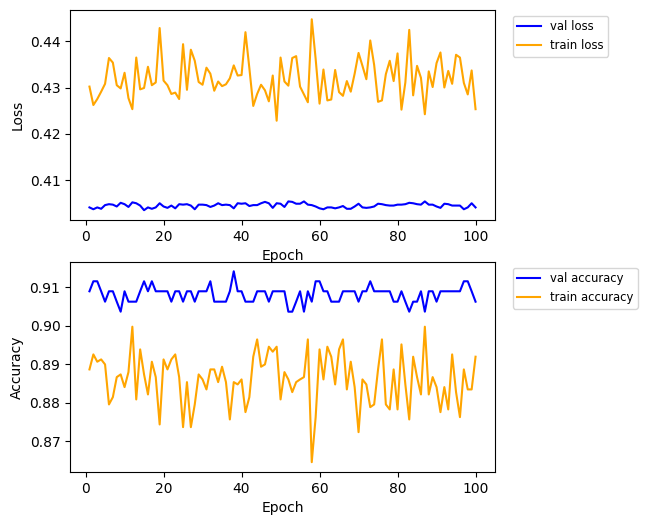 0.44
0.43
0.42
0.41
Loss
0 20 40 60 80 100
Epoch
val loss
train loss
0.91
0.90
0.89
0.88
0.87
Accuracy
0 20 40 60 80 100
Epoch
val accuracy
train accuracy